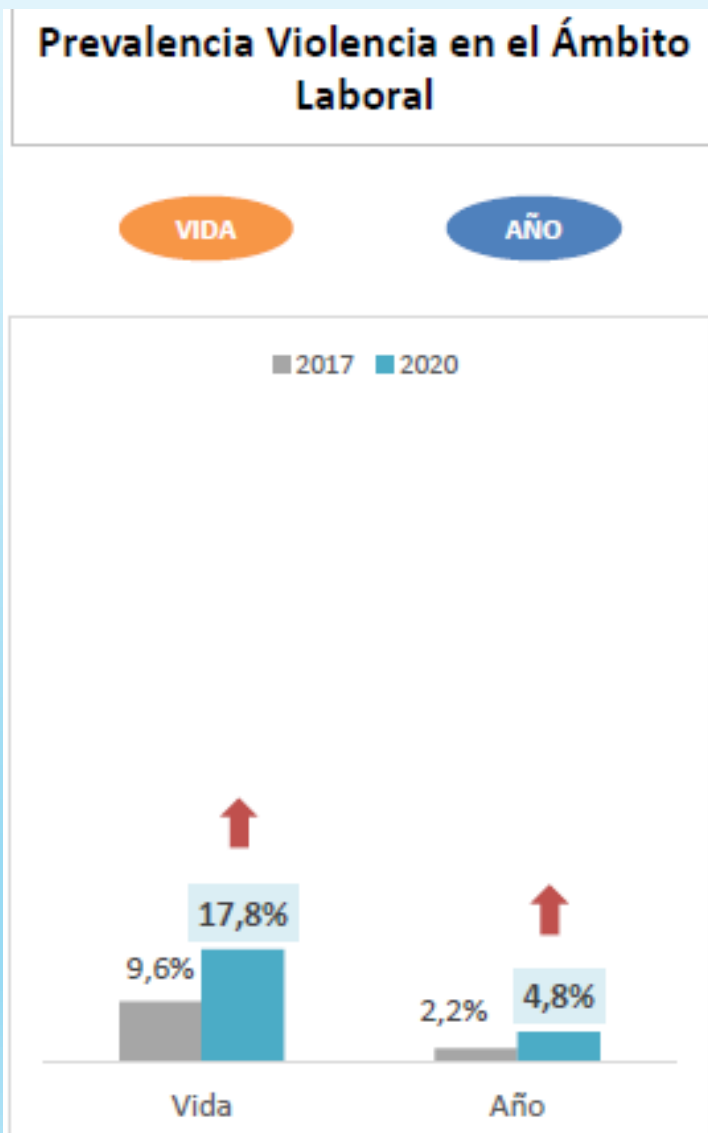 Prevalencia Violencia en el Ámbito
Laboral
VIDA
AÑO
2017 2020
17,8%
9,6%
4,8%
2,2%
Vida
Año